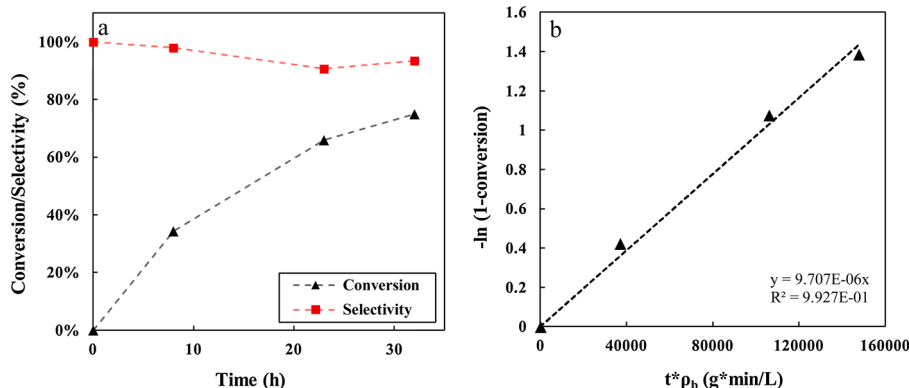 a
100%
80%
60%
40%
20%
0%
Conversion/Selectivity (%)
Conversion
Selectivity
0
10
20
30
Time (h)
b
1.6
1.4
1.2
1
0.8
0.6
0.4
0.2
0
-ln (1-conversion)
y = 9.707E-06x
R² = 9.927E-01
0
40000
80000
120000
160000
t*ρb (g*min/L)